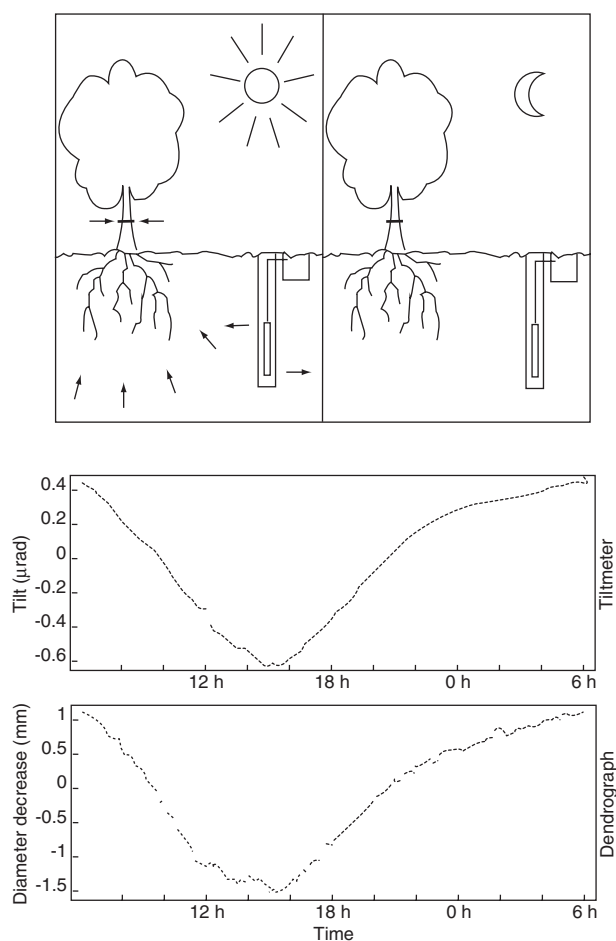 0.4
0.2
0
-0.2
-0.4
-0.6
Tilt (μrad)
Tiltmeter
12 h 18 h 0 h 6 h
1
0.5
0
-0.5
-1
-1.5
Diameter decrease (mm)
Dendrograph
12 h 18 h 0 h 6 h
Time